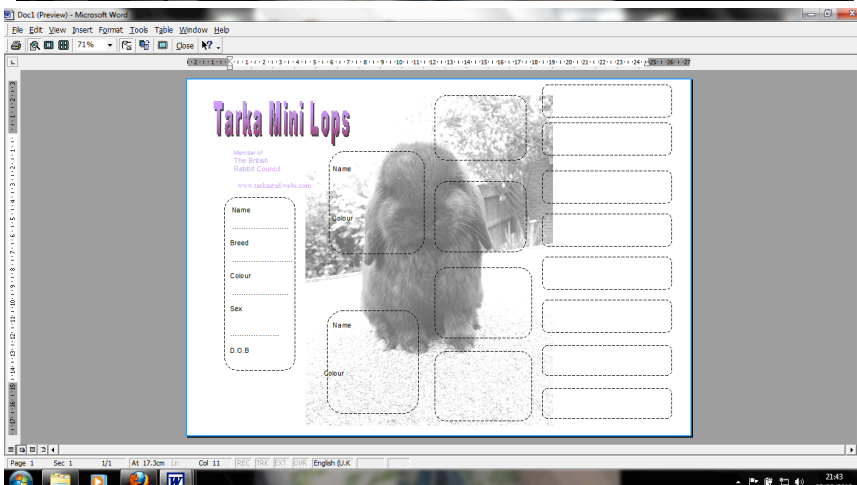 Doc1 (Preview) - Microsoft Word
File Edit View Insert Format Tools Table Window Help
71% Close
Tarka Mini Lops
Member of
The British
Rabbit Council
www.tarkastud.webs.com
Name
Colour
Name
Breed
Colour
Sex
D.O.B
Name
Colour
Page 1 Sec 1 1/1 At 17.3cm Ln Col 11 REC TRK EXT OVR English (U.K
21:43